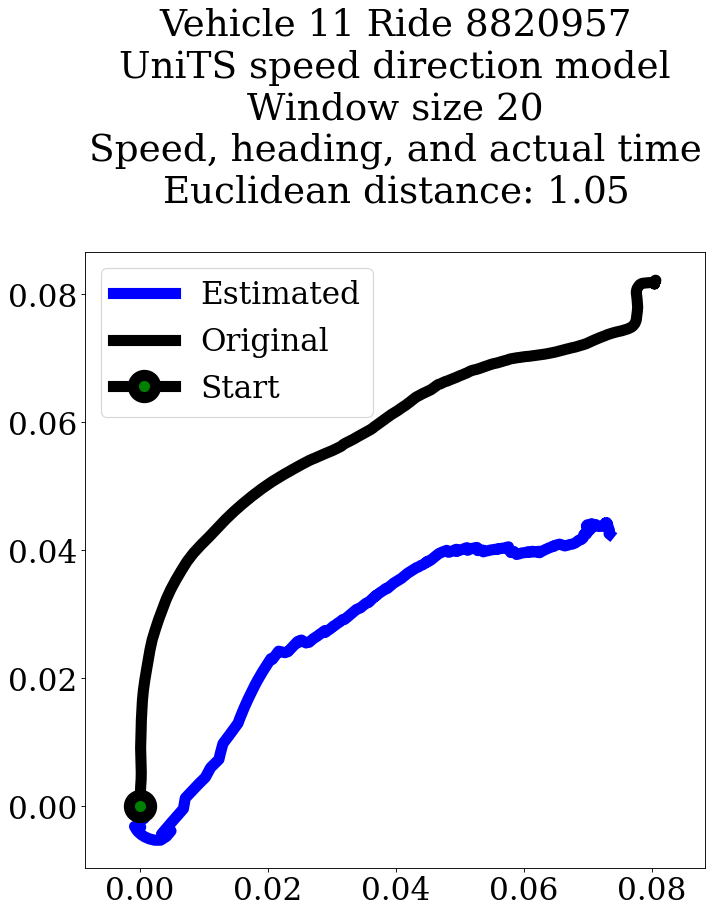 Vehicle 11 Ride 8820957
UniTS speed direction model
Window size 20
Speed, heading, and actual time
Euclidean distance: 1.05
Estimated
Original
Start
0.08
0.06
0.04
0.02
0.00
0.00 0.02 0.04 0.06 0.08